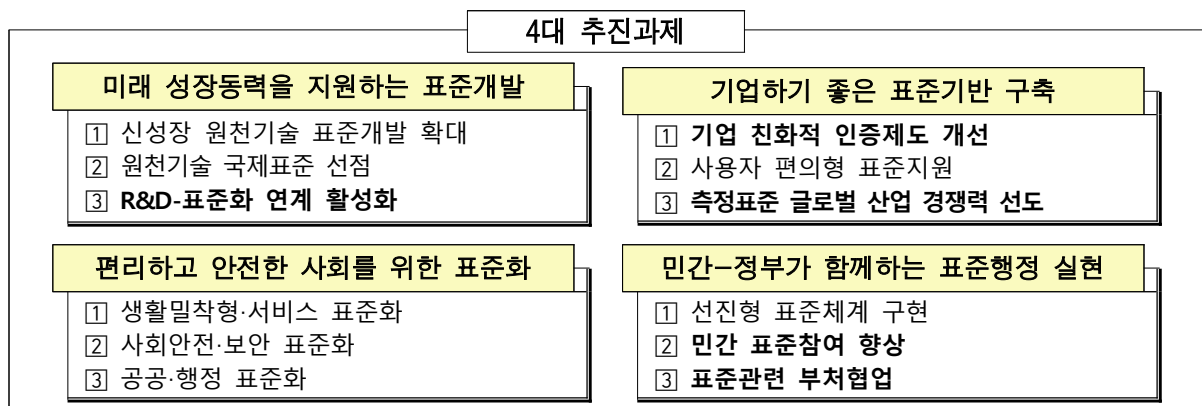 4대 추진과제
미래 성장동력을 지원하는 표준개발
1 신성장 원천기술 표준개발 확대
2 원천기술 국제표준 선점
3 R&D-표준화 연계 활성화
기업하기 좋은 표준기반 구축
1 기업 친화적 인증제도 개선
2 사용자 편의형 표준지원
3 측정표준 글로벌 산업 경쟁력 선도
편리하고 안전한 사회를 위한 표준화
1 생활밀착형·서비스 표준화
2 사회안전·보안 표준화
3 공공·행정 표준화
민간-정부가 함께하는 표준행정 실현
1 선진형 표준체계 구현
2 민간 표준참여 향상
3 표준관련 부처협업